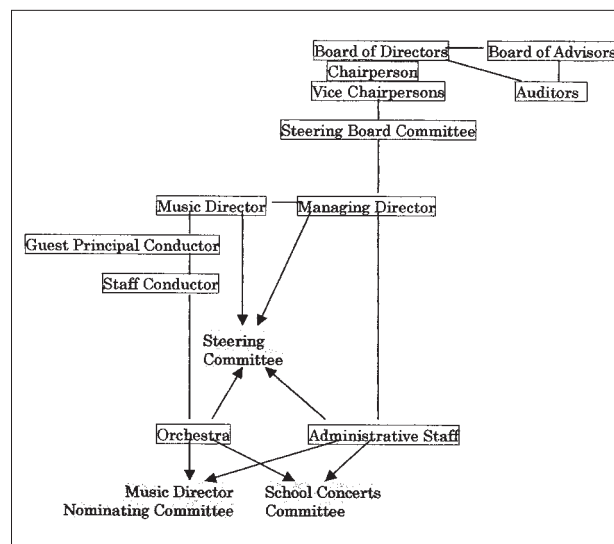 Board of Directors
Board of Advisors
Chairperson
Vice Chairpersons
Auditors
Steering Board Committee
Music Director
Managing Director
Guest Principal Conductor
Staff Conductor
Steering
Committee
Orchestra
Administrative Staff
Music Director
Nominating Committee
School Concerts
Committee